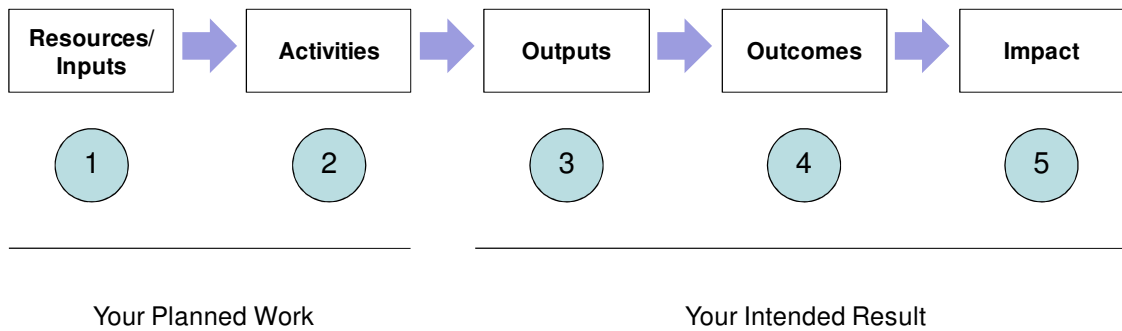 Resources/
Inputs
Activities
Outputs
Outcomes
Impact
1
2
3
4
5
Your Planned Work
Your Intended Result